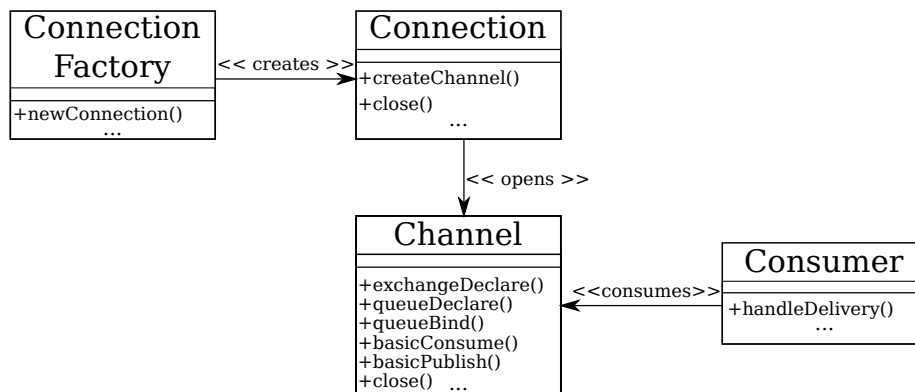 Connection
Factory
+newConnection()
...
<< creates >>
Connection
+createChannel()
+close()
...
<< opens >>
Channel
+exchangeDeclare()
+queueDeclare()
+queueBind()
+basicConsume()
+basicPublish()
+close() ...
<<consumes>>
Consumer
+handleDelivery()
...